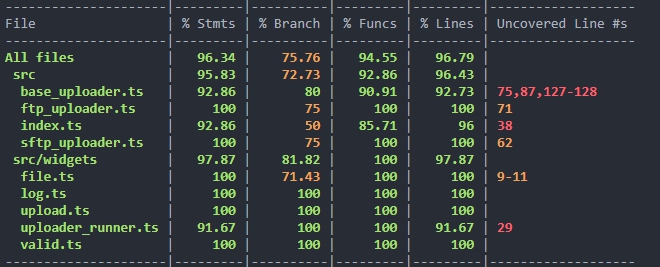 -----------------------|---------|----------|---------|---------|-------------------
File | % Stmts | % Branch | % Funcs | % Lines | Uncovered Line #s
-----------------------|---------|----------|---------|---------|-------------------
All files | 96.34 | 75.76 | 94.55 | 96.79 |
src | 95.83 | 72.73 | 92.86 | 96.43 |
base_uploader.ts | 92.86 | 80 | 90.91 | 92.73 | 75,87,127-128
ftp_uploader.ts | 100 | 75 | 100 | 100 | 71
index.ts | 92.86 | 50 | 85.71 | 96 | 38
sftp_uploader.ts | 100 | 75 | 100 | 100 | 62
src/widgets | 97.87 | 81.82 | 100 | 97.87 |
file.ts | 100 | 71.43 | 100 | 100 | 9-11
log.ts | 100 | 100 | 100 | 100 |
upload.ts | 100 | 100 | 100 | 100 |
uploader_runner.ts | 91.67 | 100 | 100 | 91.67 | 29
valid.ts | 100 | 100 | 100 | 100 |
-----------------------|---------|----------|---------|---------|-------------------